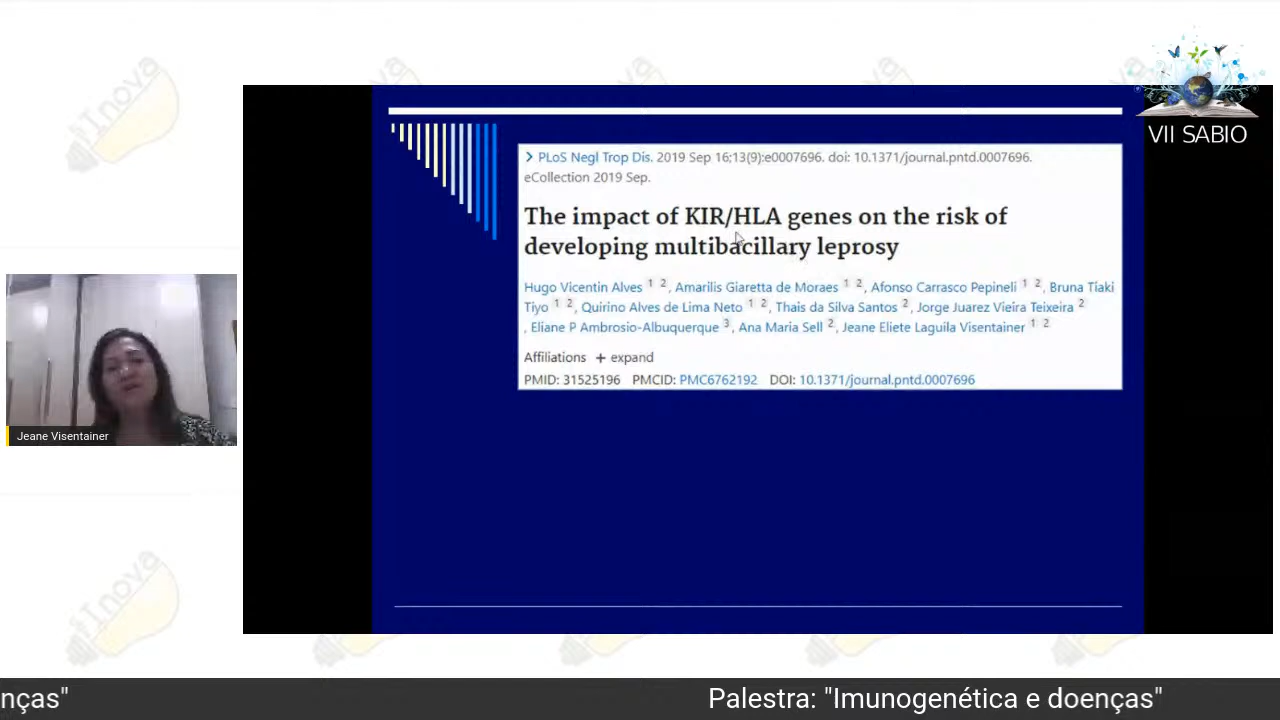 VII SABIO
PLoS Negl Trop Dis. 2019 Sep 16;13(9):e0007696. doi: 10.1371/journal.pntd.0007696.
eCollection 2019 Sep.
The impact of KIR/HLA genes on the risk of
developing multibacillary leprosy
Hugo Vicentin Alves 1 2, Amarilis Giaretta de Moraes 1 2, Afonso Carrasco Pepineli 1 2, Bruna Tiaki
Tiyo 1 2, Quirino Alves de Lima Neto 1 2, Thais da Silva Santos 2, Jorge Juarez Vieira Teixeira 2
, Eliane P Ambrosio-Albuquerque 3, Ana Maria Sell 2, Jeane Eliete Laguila Visentainer 1 2
Affiliations + expand
PMID: 31525196 PMCID: PMC6762192 DOI: 10.1371/journal.pntd.0007696
Jeane Visentainer
iInova
iInova
nças" Palestra: "Imunogenética e doenças"